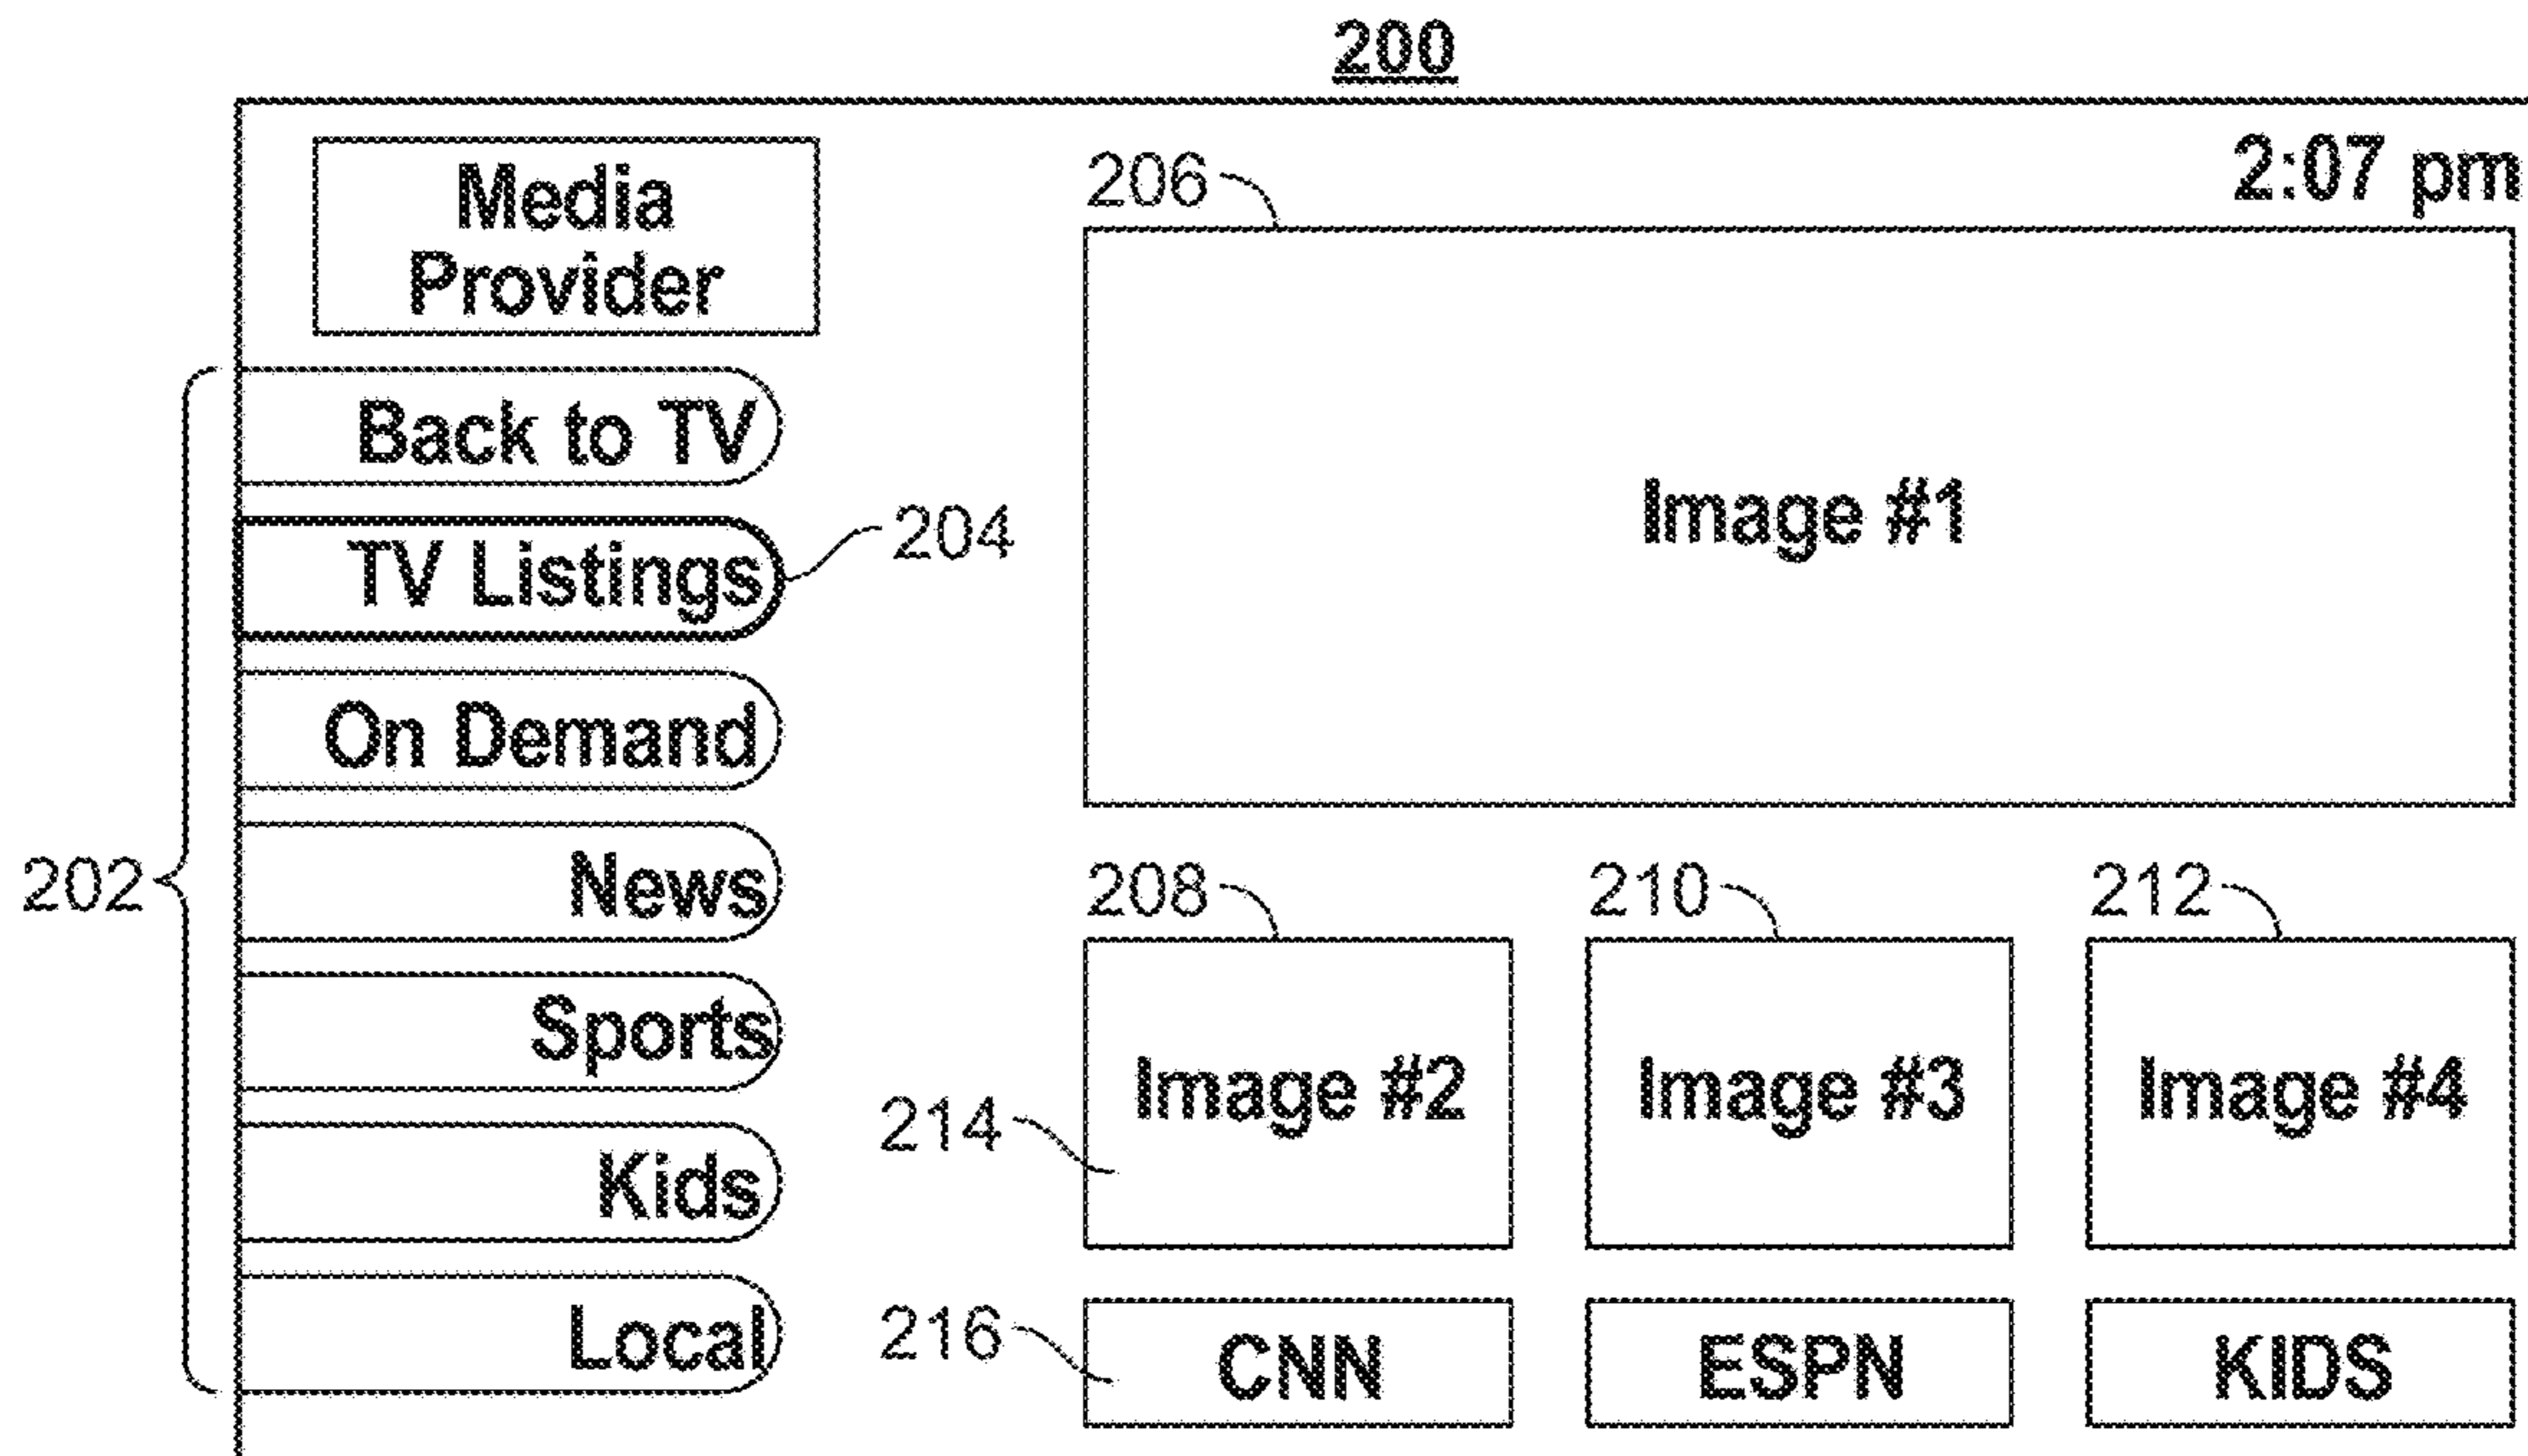 200
2:07 pm
Media
Provider
206
Back to TV
TV Listings
204
Image #1
On Demand
202
News
208
210
212
Sports
Image #2
Image #3
Image #4
214
Kids
Local
216
CNN
ESPN
KIDS